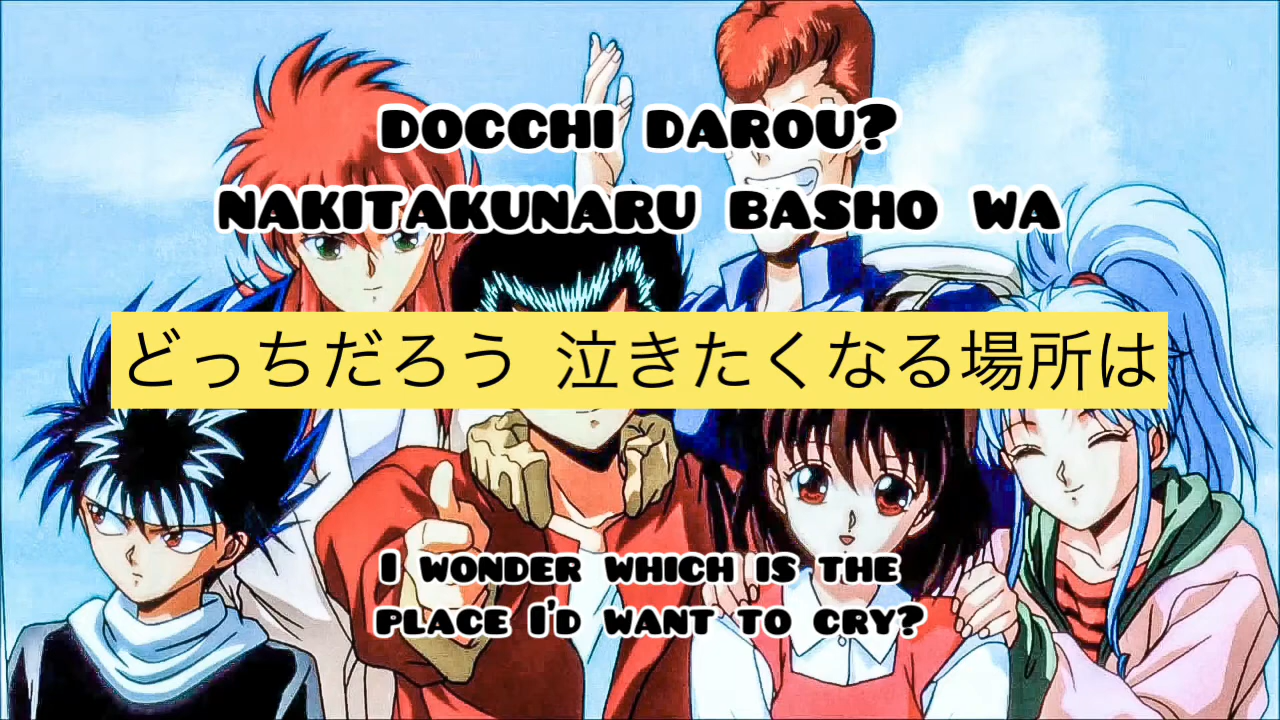 DOCCHI DAROU?
NAKITAKUNARU BASHO WA
どっちだろう 泣きたくなる場所は
I WONDER WHICH IS THE
PLACE I'D WANT TO CRY?